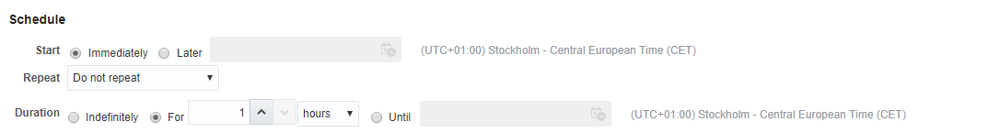 Schedule
Start Immediately Later (UTC+01:00) Stockholm - Central European Time (CET)
Repeat Do not repeat
Duration Indefinitely For 1 hours Until (UTC+01:00) Stockholm - Central European Time (CET)